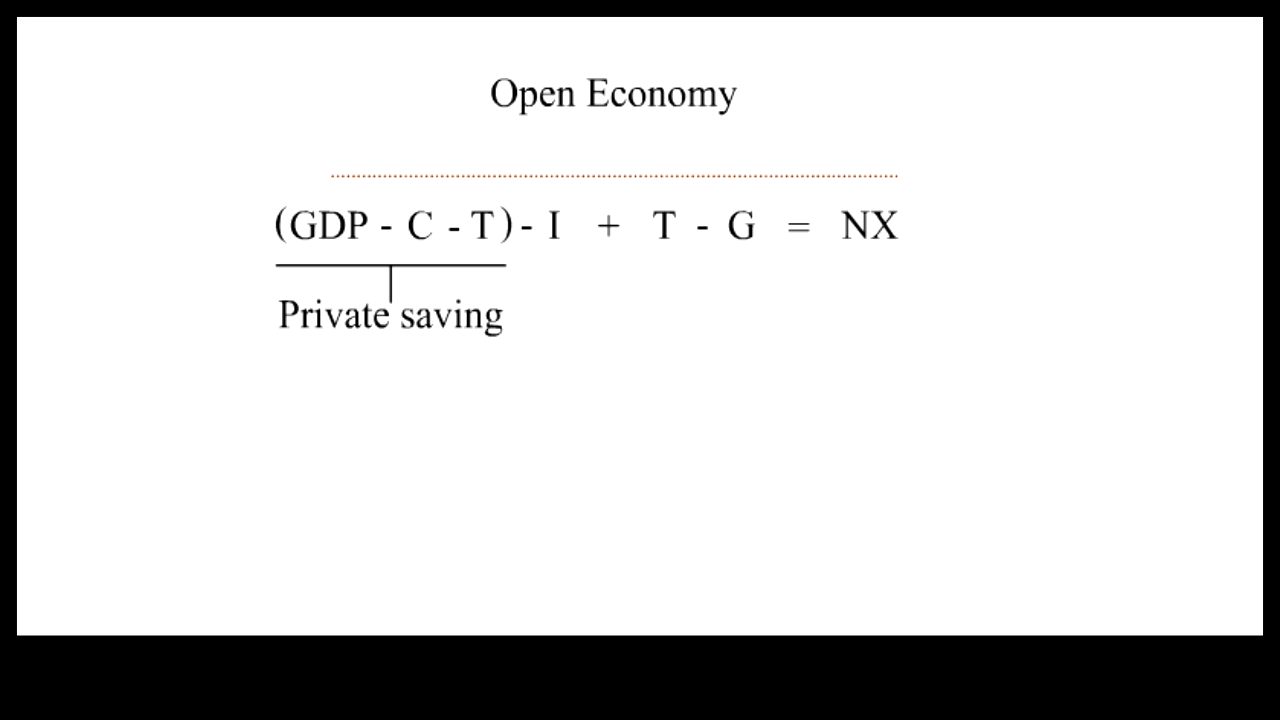 Open Economy
(GDP - C - T) - I + T - G = NX
Private saving